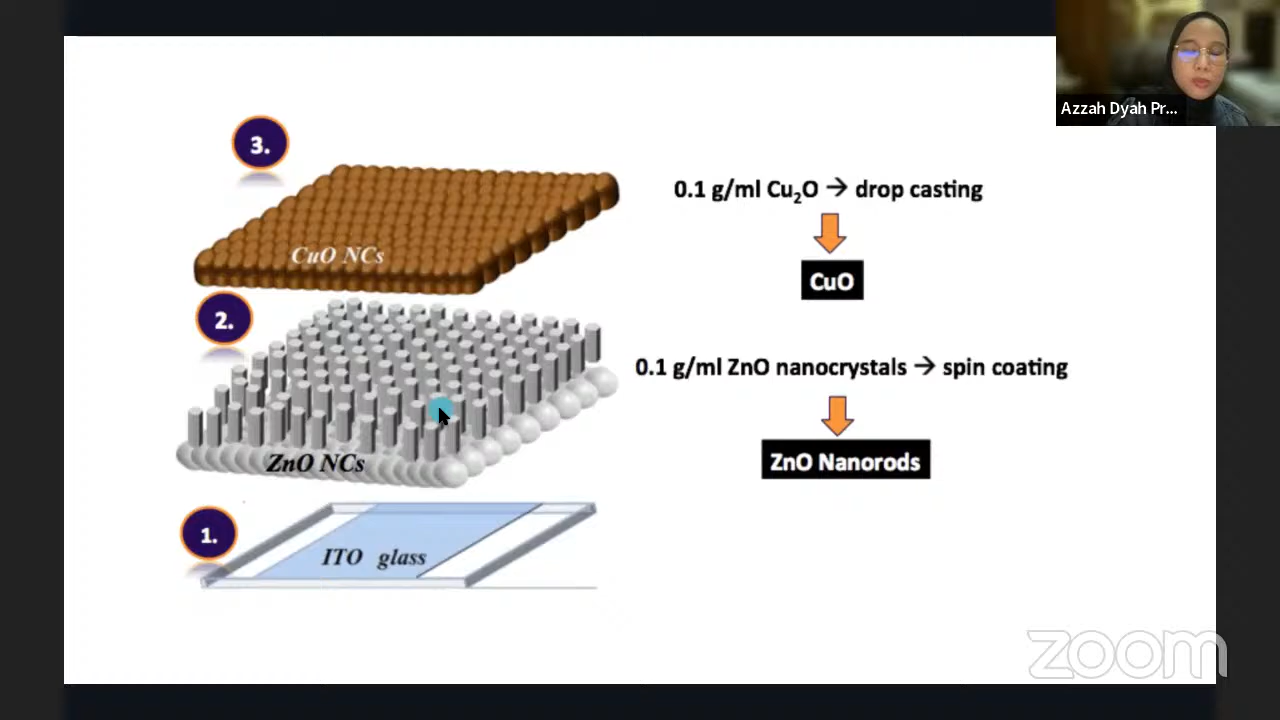 Azzah Dyah Pr...
3.
CuO NCs
0.1 g/ml Cu₂O → drop casting
CuO
2.
ZnO NCs
0.1 g/ml ZnO nanocrystals → spin coating
ZnO Nanorods
1.
ITO glass
zoom